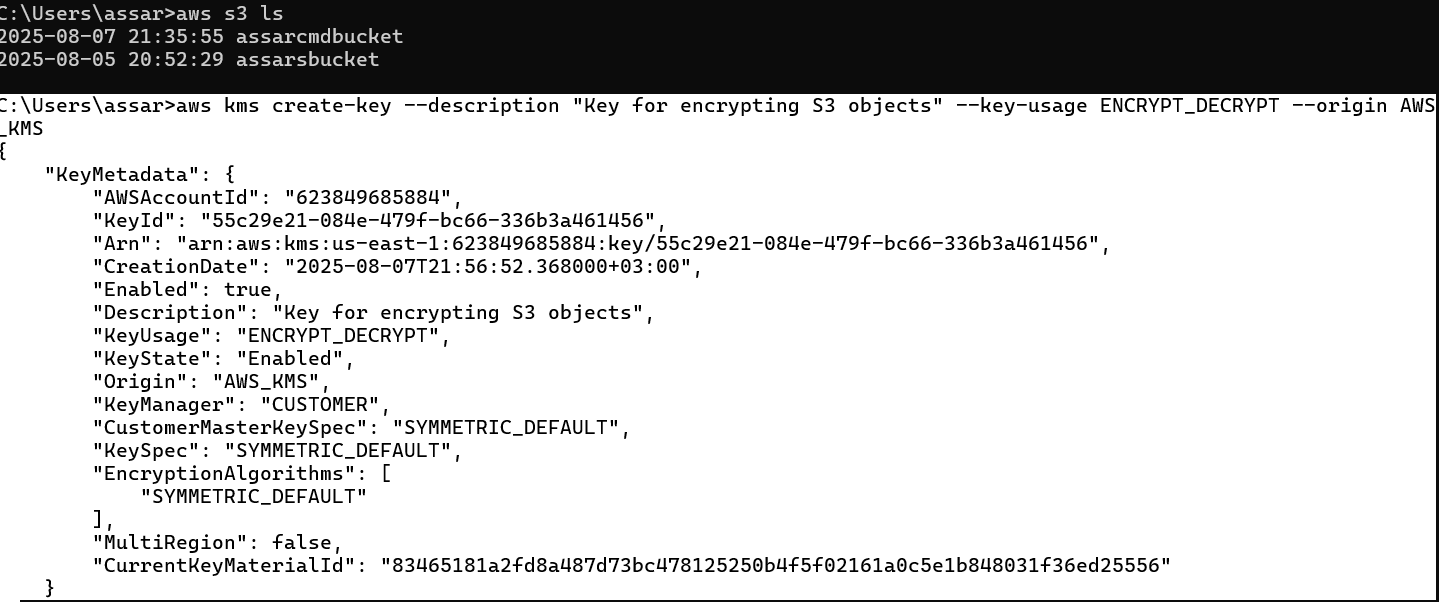 C:\Users\assar>aws s3 ls
2025-08-07 21:35:55 assarcmdbucket
2025-08-05 20:52:29 assarsbucket
C:\Users\assar>aws kms create-key --description "Key for encrypting S3 objects" --key-usage ENCRYPT_DECRYPT --origin AWS
_KMS
{
    "KeyMetadata": {
        "AWSAccountId": "623849685884",
        "KeyId": "55c29e21-084e-479f-bc66-336b3a461456",
        "Arn": "arn:aws:kms:us-east-1:623849685884:key/55c29e21-084e-479f-bc66-336b3a461456",
        "CreationDate": "2025-08-07T21:56:52.368000+03:00",
        "Enabled": true,
        "Description": "Key for encrypting S3 objects",
        "KeyUsage": "ENCRYPT_DECRYPT",
        "KeyState": "Enabled",
        "Origin": "AWS_KMS",
        "KeyManager": "CUSTOMER",
        "CustomerMasterKeySpec": "SYMMETRIC_DEFAULT",
        "KeySpec": "SYMMETRIC_DEFAULT",
        "EncryptionAlgorithms": [
            "SYMMETRIC_DEFAULT"
        ],
        "MultiRegion": false,
        "CurrentKeyMaterialId": "83465181a2fd8a487d73bc478125250b4f5f02161a0c5e1b848031f36ed25556"
    }